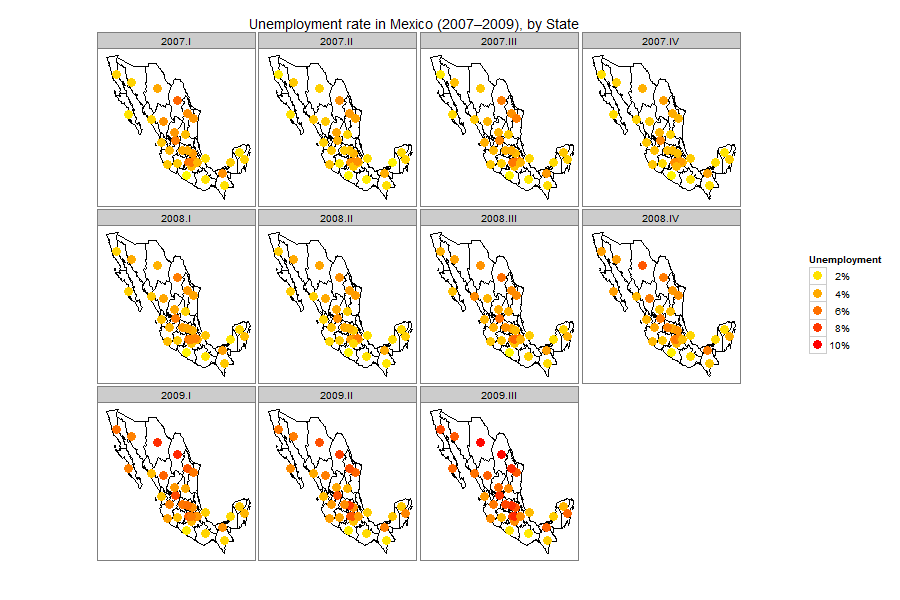 Unemployment rate in Mexico (2007–2009), by State
2007.I
2007.II
2007.III
2007.IV
2008.I
2008.II
2008.III
2008.IV
2009.I
2009.II
2009.III
Unemployment
2%
4%
6%
8%
10%